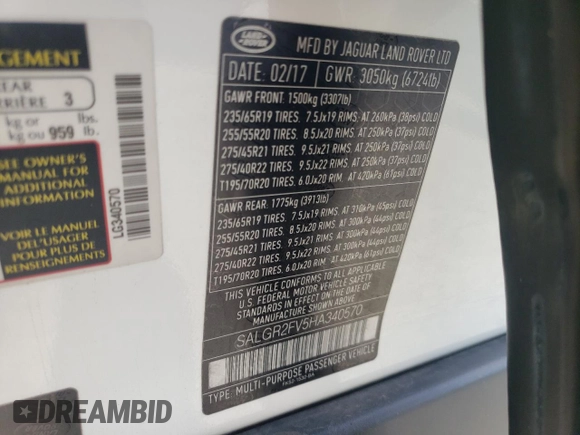 GEMENT
REAR
ARRIÈRE 3
kg or lbs.
kg ou 959 lb.
SEE OWNER'S
MANUAL FOR
ADDITIONAL
INFORMATION
VOIR LE MANUEL
DE L'USAGER
POUR PLUS DE
RENSEIGNEMENTS
LG340570
LAND ROVER
MFD BY JAGUAR LAND ROVER LTD
DATE: 02/17 GWR: 3050kg (6724lb)
GAWR FRONT: 1500kg (3307lb)
235/65R19 TIRES, 7.5Jx19 RIMS AT 260kPa (38psi) COLD
255/55R20 TIRES, 8.5Jx20 RIMS AT 250kPa (37psi) COLD
275/45R21 TIRES, 9.5Jx21 RIMS AT 250kPa (37psi) COLD
275/40R22 TIRES, 9.5Jx22 RIMS AT 250kPa (37psi) COLD
T195/70R20 TIRES, 6.0Jx20 RIM, AT 420kPa (61psi) COLD
GAWR REAR: 1775kg (3913lb)
235/65R19 TIRES, 7.5Jx19 RIMS, AT 310kPa (45psi) COLD
255/55R20 TIRES, 8.5Jx20 RIMS AT 300kPa (44psi) COLD
275/45R21 TIRES, 9.5Jx21 RIMS AT 300kPa (44psi) COLD
275/40R22 TIRES, 9.5Jx22 RIMS AT 300kPa (44psi) COLD
T195/70R20 TIRES, 6.0Jx20 RIM, AT 420kPa (61psi) COLD
THIS VEHICLE CONFORMS TO ALL APPLICABLE
U.S. FEDERAL MOTOR VEHICLE SAFETY
STANDARDS IN EFFECT ON THE DATE OF
MANUFACTURE SHOWN ABOVE.
SALGR2FV5HA340570
TYPE: MULTI-PURPOSE PASSENGER VEHICLE
DREAMBID